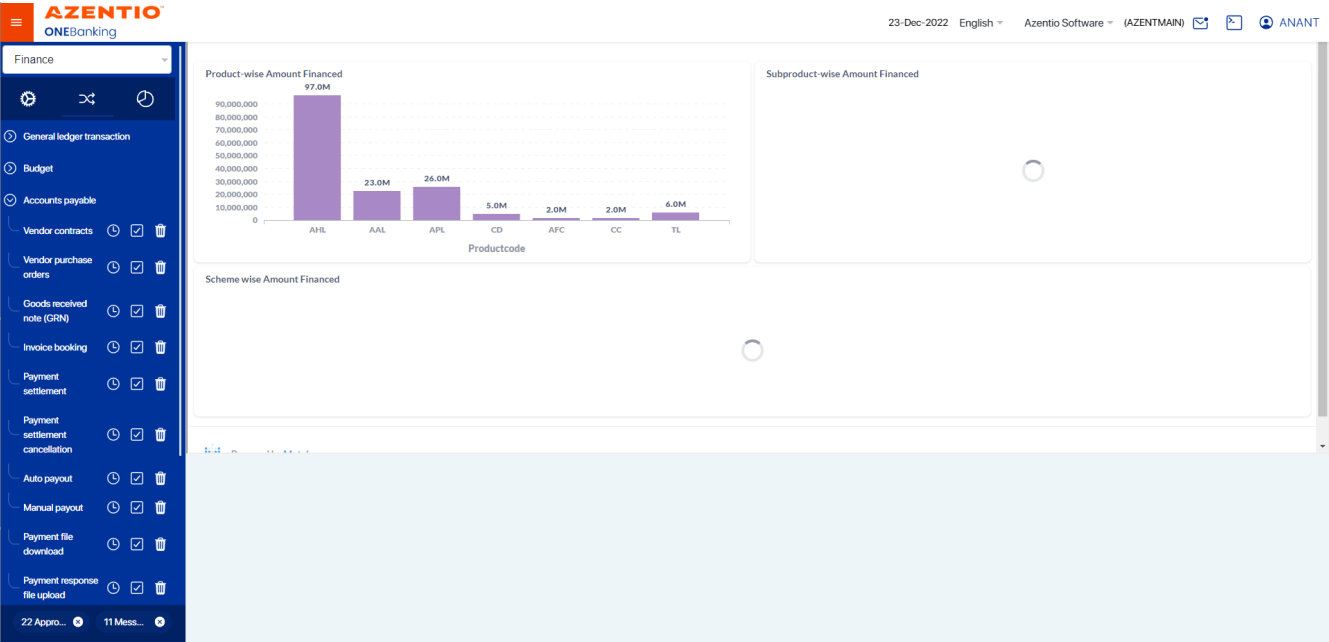 AZENTIO
ONEBanking
23-Dec-2022 English Azentio Software (AZENTMAIN) ANANT
Finance
General ledger transaction
Budget
Accounts payable
Vendor contracts
Vendor purchase
orders
Goods received
note (GRN)
Invoice booking
Payment
settlement
Payment
settlement
cancellation
Auto payout
Manual payout
Payment file
download
Payment response
file upload
22 Appro...
11 Mess...
Product-wise Amount Financed
97.0M
90,000,000
80,000,000
70,000,000
60,000,000
50,000,000
40,000,000
30,000,000
20,000,000
10,000,000
0
23.0M
26.0M
5.0M
2.0M
2.0M
6.0M
AHL AAL APL CD AFC CC TL
Productcode
Subproduct-wise Amount Financed
Scheme wise Amount Financed